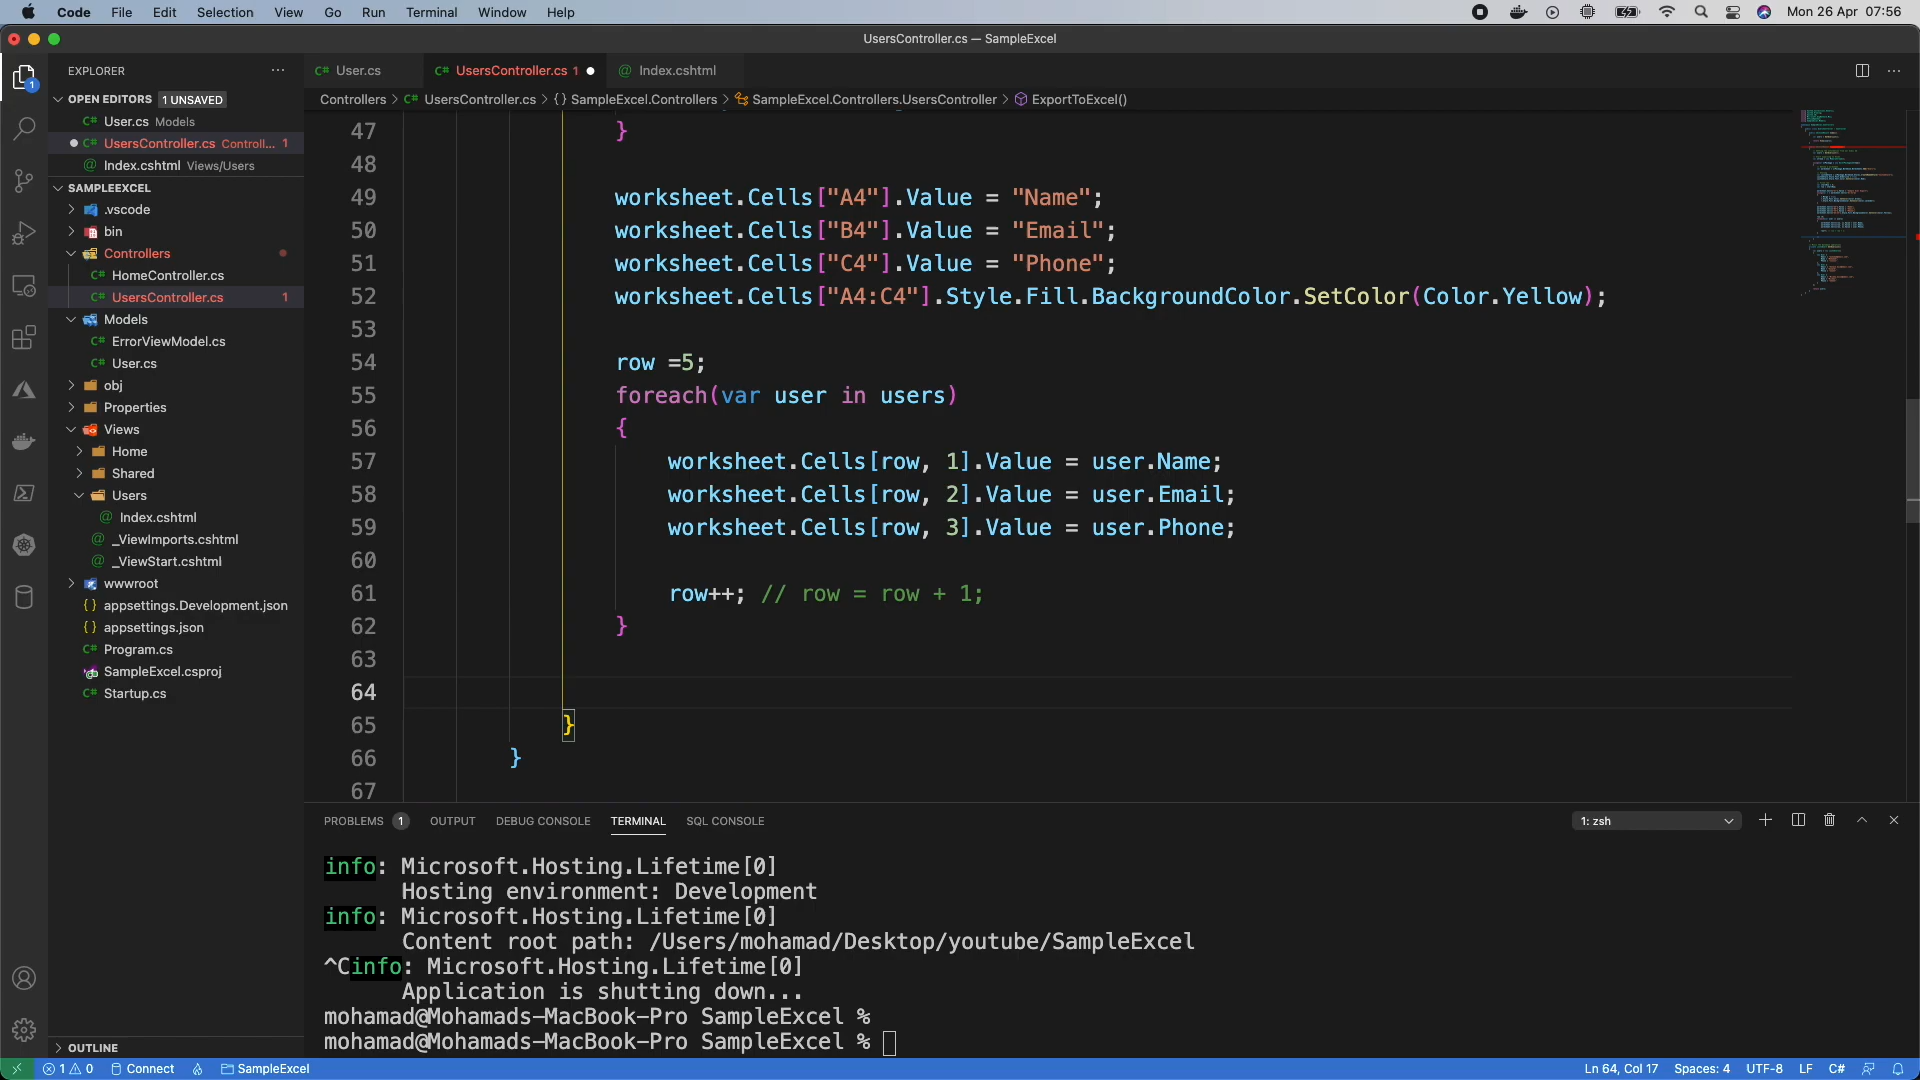 Code File Edit Selection View Go Run Terminal Window Help Mon 26 Apr 07:56
UsersController.cs — SampleExcel
EXPLORER
User.cs UsersController.cs 1 Index.cshtml
OPEN EDITORS 1 UNSAVED
Controllers UsersController.cs {} SampleExcel.Controllers SampleExcel.Controllers.UsersController ExportToExcel()
User.cs Models
UsersController.cs Controll... 1
Index.cshtml Views/Users
SAMPLEEXCEL
.vscode
bin
Controllers
HomeController.cs
UsersController.cs 1
Models
ErrorViewModel.cs
User.cs
obj
Properties
Views
Home
Shared
Users
Index.cshtml
_ViewImports.cshtml
_ViewStart.cshtml
wwwroot
appsettings.Development.json
appsettings.json
Program.cs
SampleExcel.csproj
Startup.cs
OUTLINE
47 }
48
49 worksheet.Cells["A4"].Value = "Name";
50 worksheet.Cells["B4"].Value = "Email";
51 worksheet.Cells["C4"].Value = "Phone";
52 worksheet.Cells["A4:C4"].Style.Fill.BackgroundColor.SetColor(Color.Yellow);
53
54 row =5;
55 foreach(var user in users)
56 {
57 worksheet.Cells[row, 1].Value = user.Name;
58 worksheet.Cells[row, 2].Value = user.Email;
59 worksheet.Cells[row, 3].Value = user.Phone;
60
61 row++; // row = row + 1;
62 }
63
64
65 }
66 }
67
PROBLEMS 1 OUTPUT DEBUG CONSOLE TERMINAL SQL CONSOLE 1: zsh
info: Microsoft.Hosting.Lifetime[0]
Hosting environment: Development
info: Microsoft.Hosting.Lifetime[0]
Content root path: /Users/mohamad/Desktop/youtube/SampleExcel
^Cinfo: Microsoft.Hosting.Lifetime[0]
Application is shutting down...
mohamad@Mohamads-MacBook-Pro SampleExcel %
mohamad@Mohamads-MacBook-Pro SampleExcel %
1 0 Connect SampleExcel Ln 64, Col 17 Spaces: 4 UTF-8 LF C#